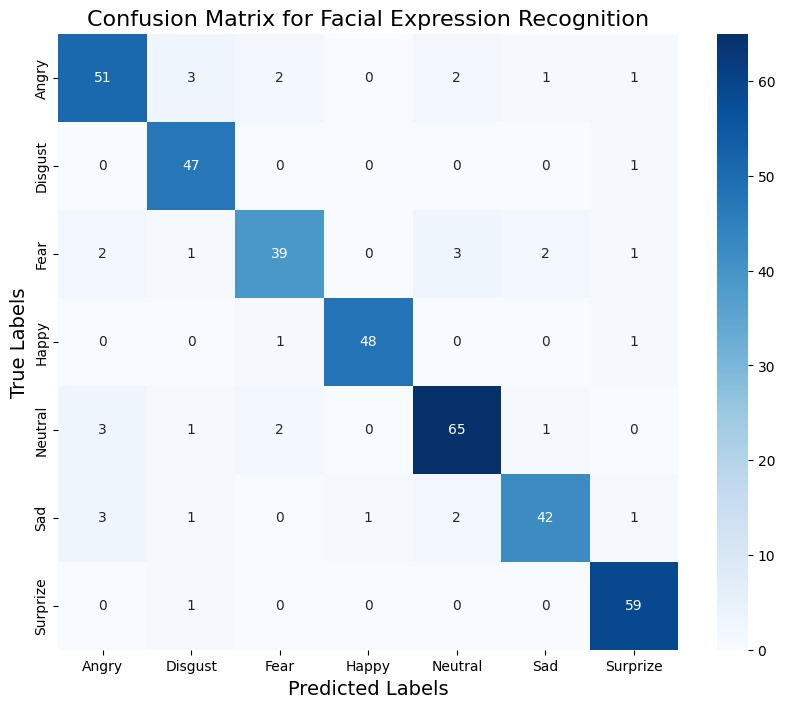 Confusion Matrix for Facial Expression Recognition
True Labels
Angry 51 3 2 0 2 1 1
Disgust 0 47 0 0 0 0 1
Fear 2 1 39 0 3 2 1
Happy 0 0 1 48 0 0 1
Neutral 3 1 2 0 65 1 0
Sad 3 1 0 1 2 42 1
Surprize 0 1 0 0 0 0 59
Angry Disgust Fear Happy Neutral Sad Surprize
Predicted Labels
60
50
40
30
20
10
0